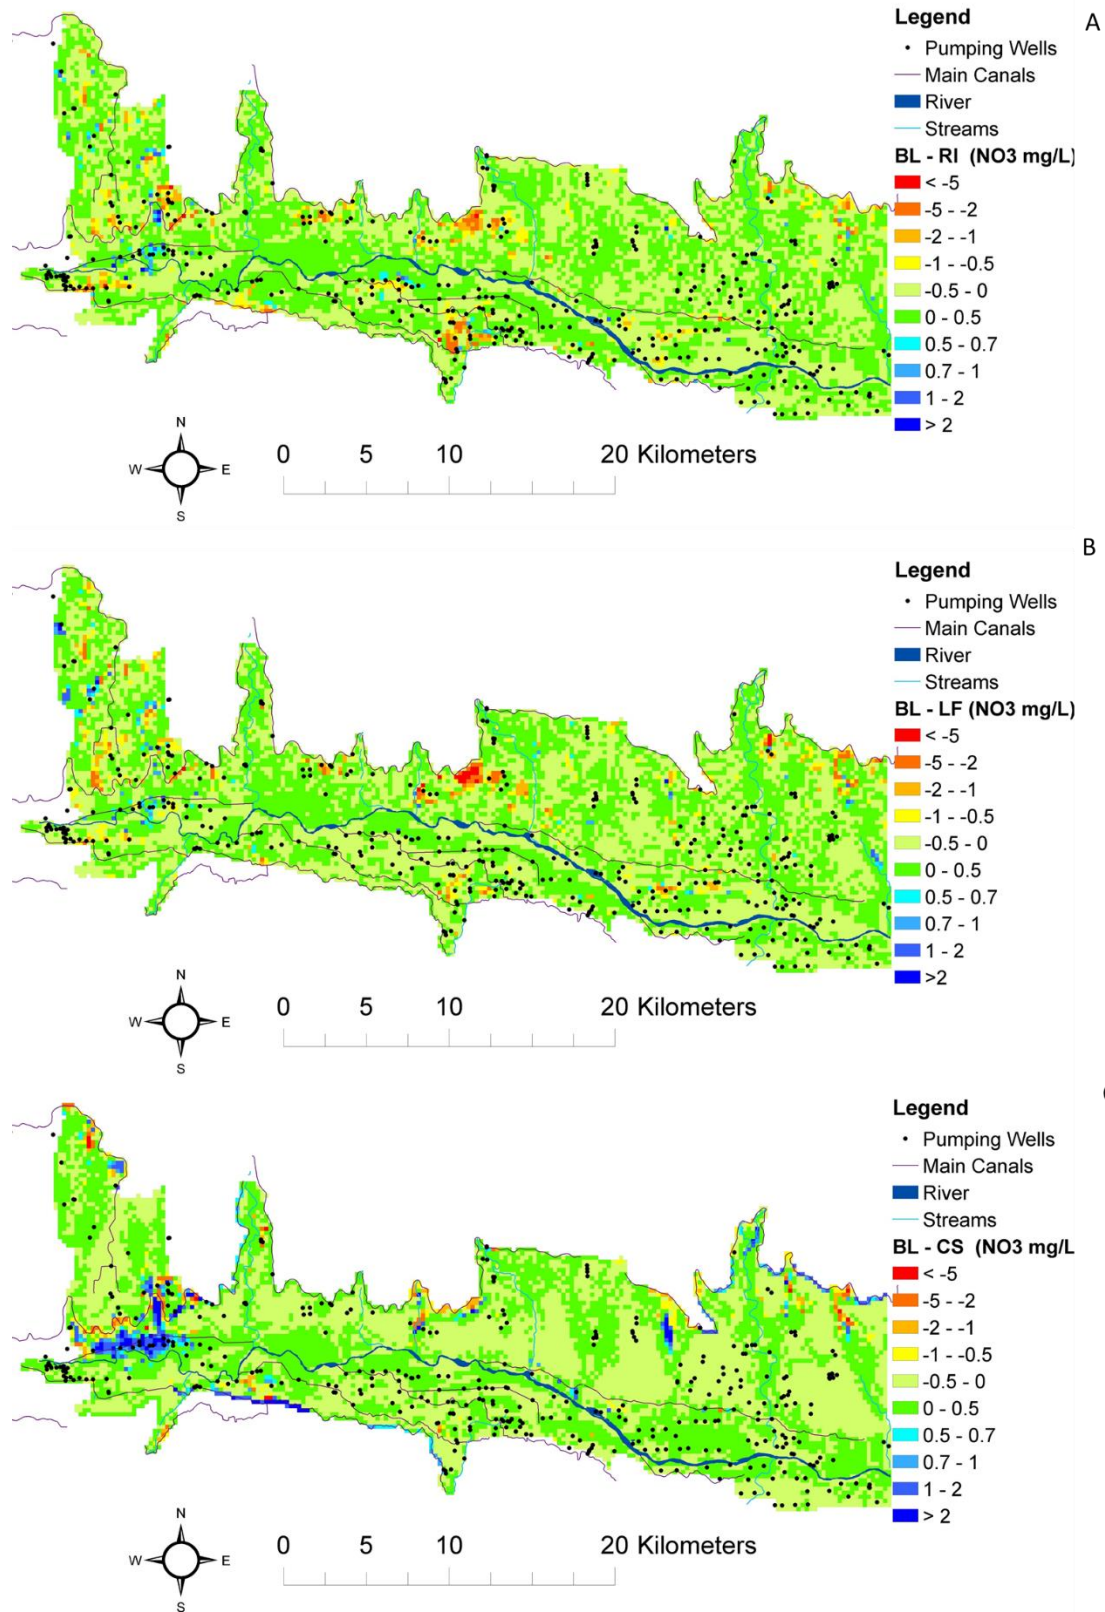 A
Legend
Pumping Wells
Main Canals
River
Streams
BL - RI (NO3 mg/L)
< -5
-5 - -2
-2 - -1
-1 - -0.5
-0.5 - 0
0 - 0.5
0.5 - 0.7
0.7 - 1
1 - 2
> 2
N
W E
S
0 5 10 20 Kilometers
B
Legend
Pumping Wells
Main Canals
River
Streams
BL - LF (NO3 mg/L)
< -5
-5 - -2
-2 - -1
-1 - -0.5
-0.5 - 0
0 - 0.5
0.5 - 0.7
0.7 - 1
1 - 2
>2
N
W E
S
0 5 10 20 Kilometers
Legend
Pumping Wells
Main Canals
River
Streams
BL - CS (NO3 mg/L
< -5
-5 - -2
-2 - -1
-1 - -0.5
-0.5 - 0
0 - 0.5
0.5 - 0.7
0.7 - 1
1 - 2
> 2
N
W E
S
0 5 10 20 Kilometers